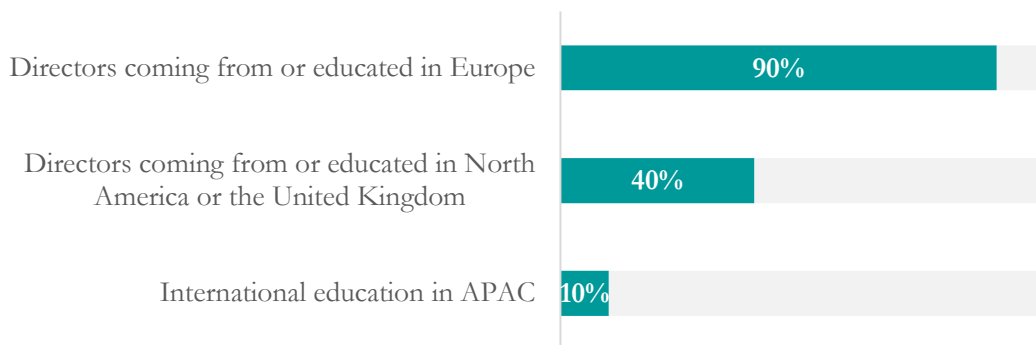 Directors coming from or educated in Europe
90%
Directors coming from or educated in North
America or the United Kingdom
40%
International education in APAC
10%